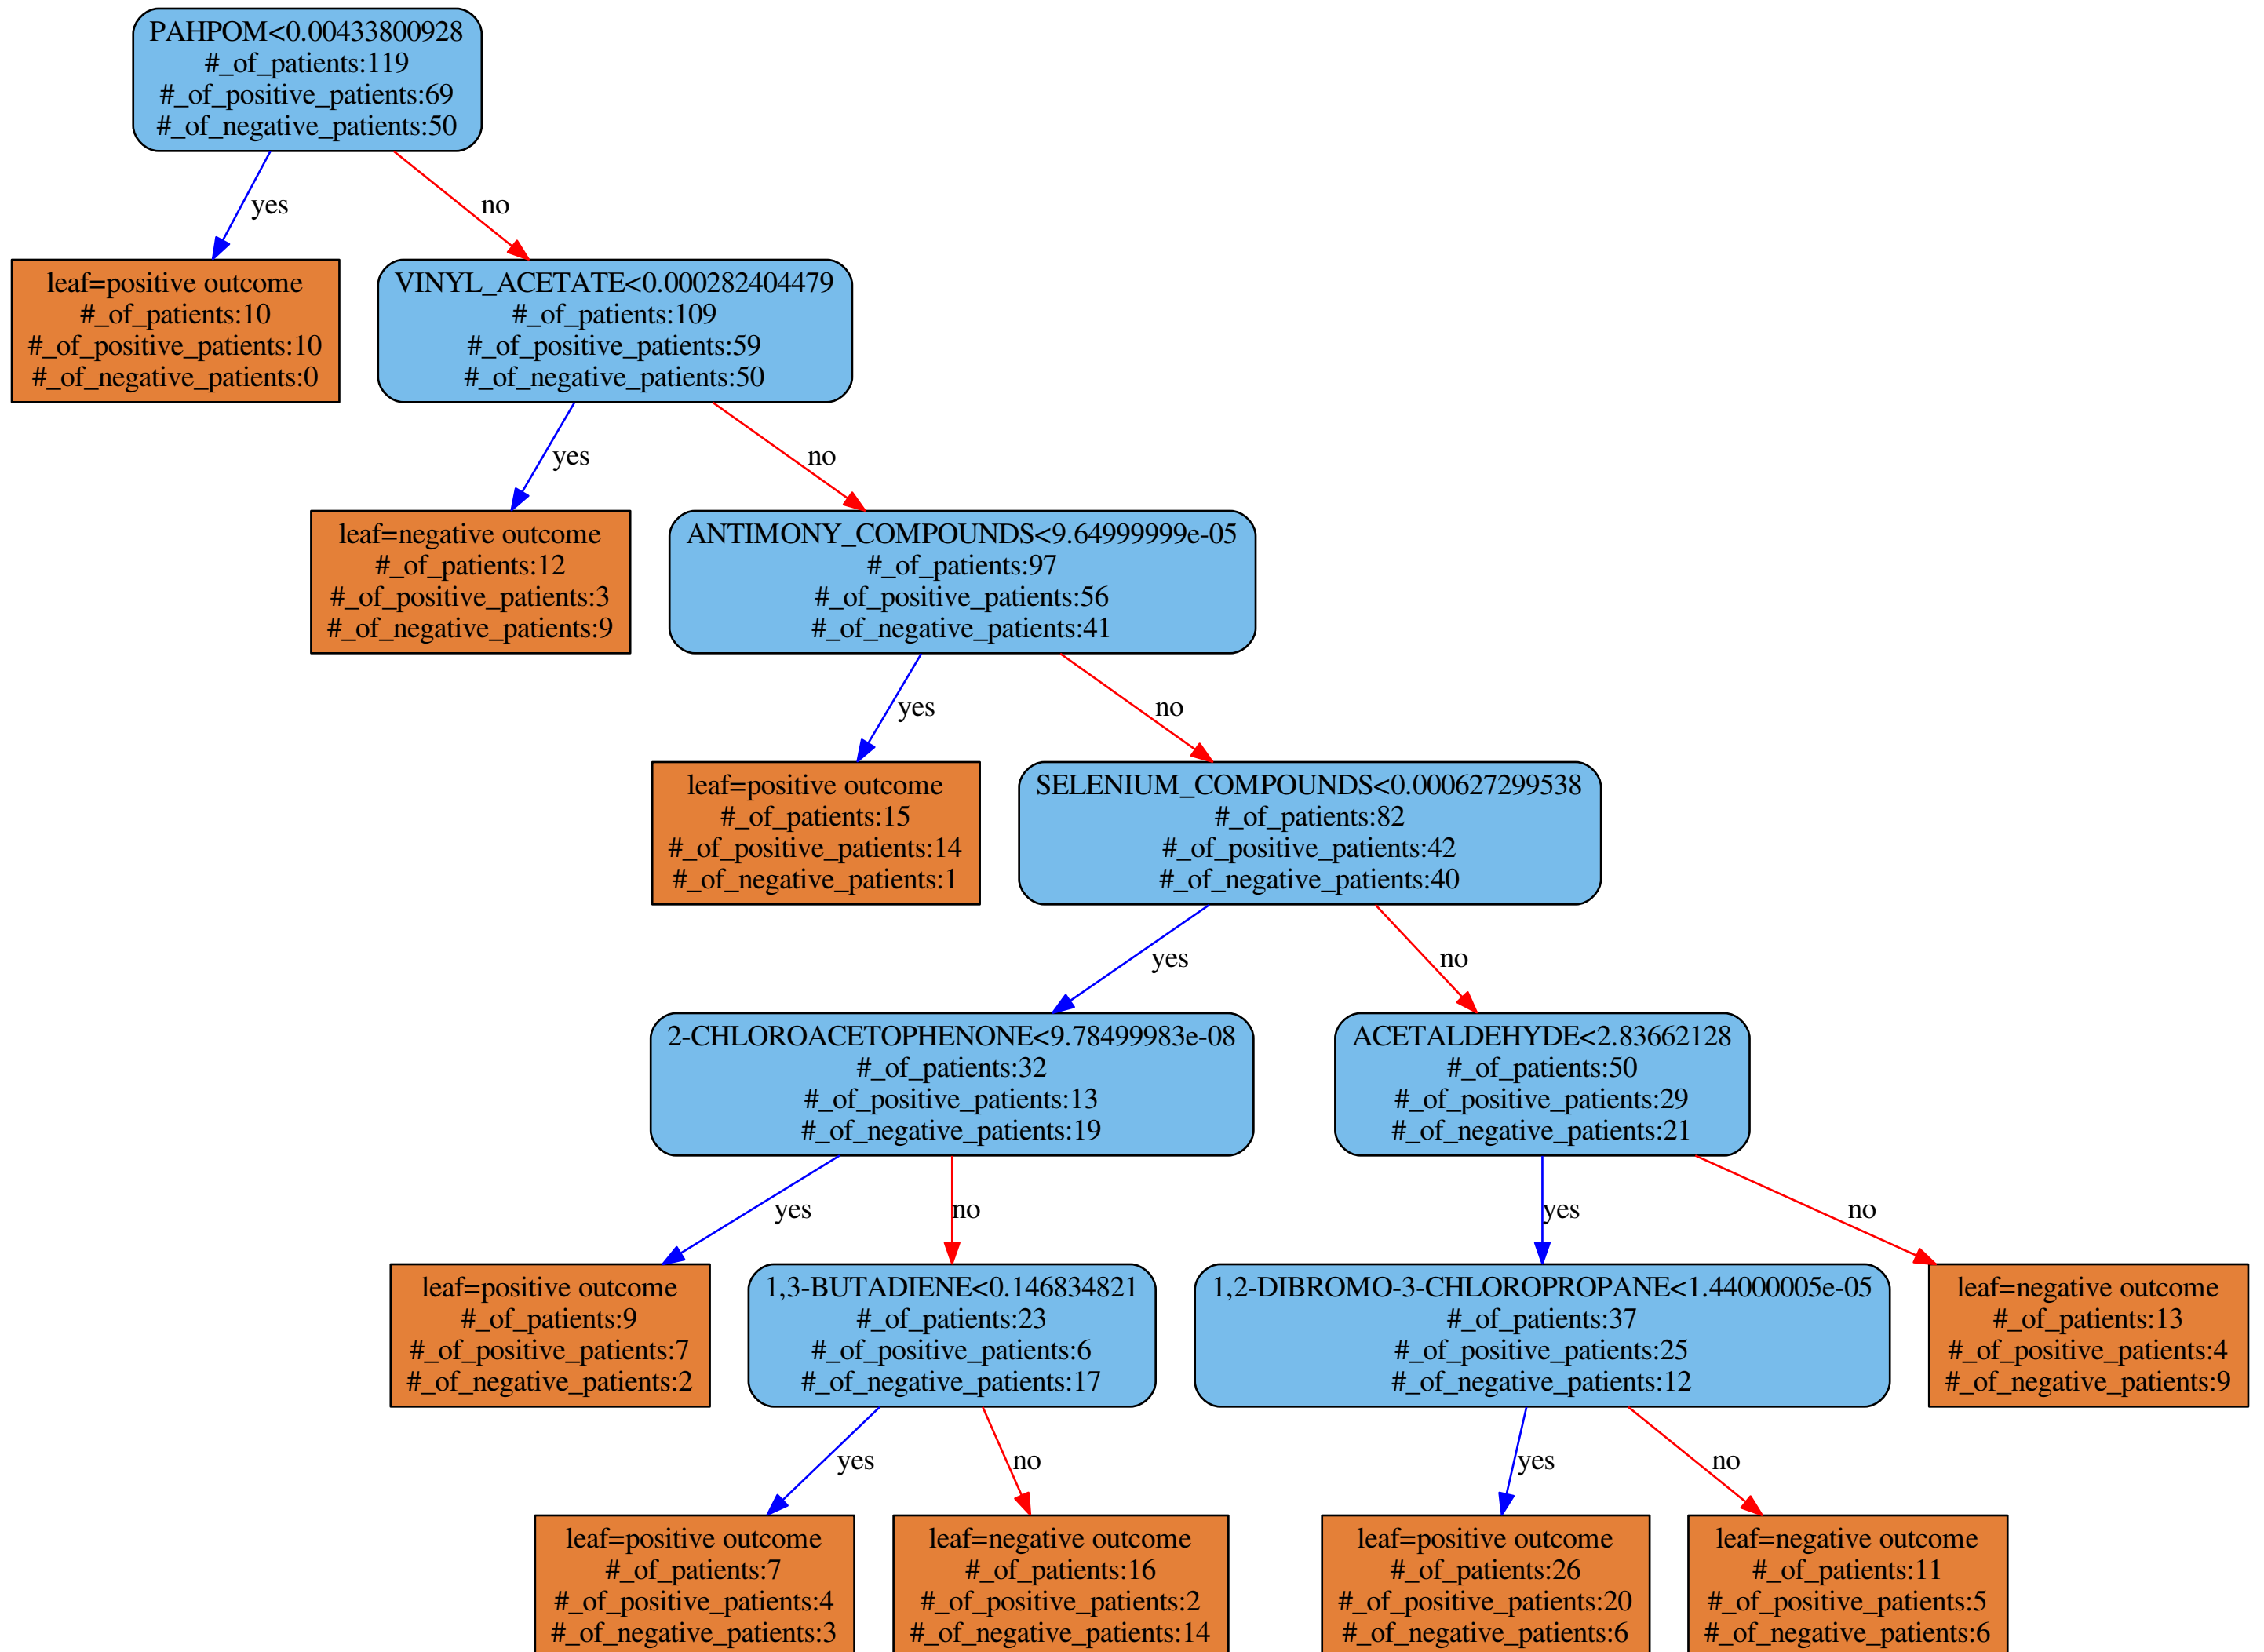 PAHPOM<0.00433800928
#_of_patients:119
#_of_positive_patients:69
#_of_negative_patients:50
yes
no
leaf=positive outcome
#_of_patients:10
#_of_positive_patients:10
#_of_negative_patients:0
VINYL_ACETATE<0.000282404479
#_of_patients:109
#_of_positive_patients:59
#_of_negative_patients:50
yes
no
leaf=negative outcome
#_of_patients:12
#_of_positive_patients:3
#_of_negative_patients:9
ANTIMONY_COMPOUNDS<9.64999999e-05
#_of_patients:97
#_of_positive_patients:56
#_of_negative_patients:41
yes
no
leaf=positive outcome
#_of_patients:15
#_of_positive_patients:14
#_of_negative_patients:1
SELENIUM_COMPOUNDS<0.000627299538
#_of_patients:82
#_of_positive_patients:42
#_of_negative_patients:40
yes
no
2-CHLOROACETOPHENONE<9.78499983e-08
#_of_patients:32
#_of_positive_patients:13
#_of_negative_patients:19
ACETALDEHYDE<2.83662128
#_of_patients:50
#_of_positive_patients:29
#_of_negative_patients:21
yes
no
yes
no
leaf=positive outcome
#_of_patients:9
#_of_positive_patients:7
#_of_negative_patients:2
1,3-BUTADIENE<0.146834821
#_of_patients:23
#_of_positive_patients:6
#_of_negative_patients:17
1,2-DIBROMO-3-CHLOROPROPANE<1.44000005e-05
#_of_patients:37
#_of_positive_patients:25
#_of_negative_patients:12
leaf=negative outcome
#_of_patients:13
#_of_positive_patients:4
#_of_negative_patients:9
yes
no
yes
no
leaf=positive outcome
#_of_patients:7
#_of_positive_patients:4
#_of_negative_patients:3
leaf=negative outcome
#_of_patients:16
#_of_positive_patients:2
#_of_negative_patients:14
leaf=positive outcome
#_of_patients:26
#_of_positive_patients:20
#_of_negative_patients:6
leaf=negative outcome
#_of_patients:11
#_of_positive_patients:5
#_of_negative_patients:6